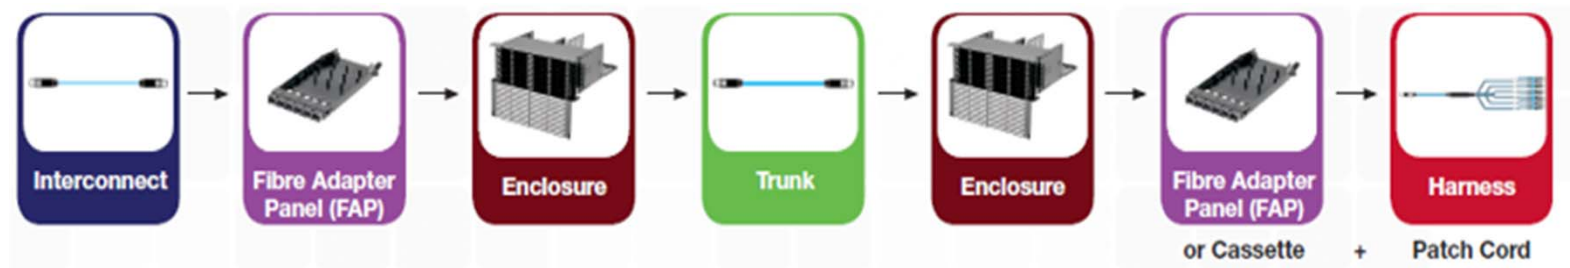 Interconnect
Fibre Adapter
Panel (FAP)
Enclosure
Trunk
Enclosure
Fibre Adapter
Panel (FAP)
or Cassette
+
Harness
Patch Cord